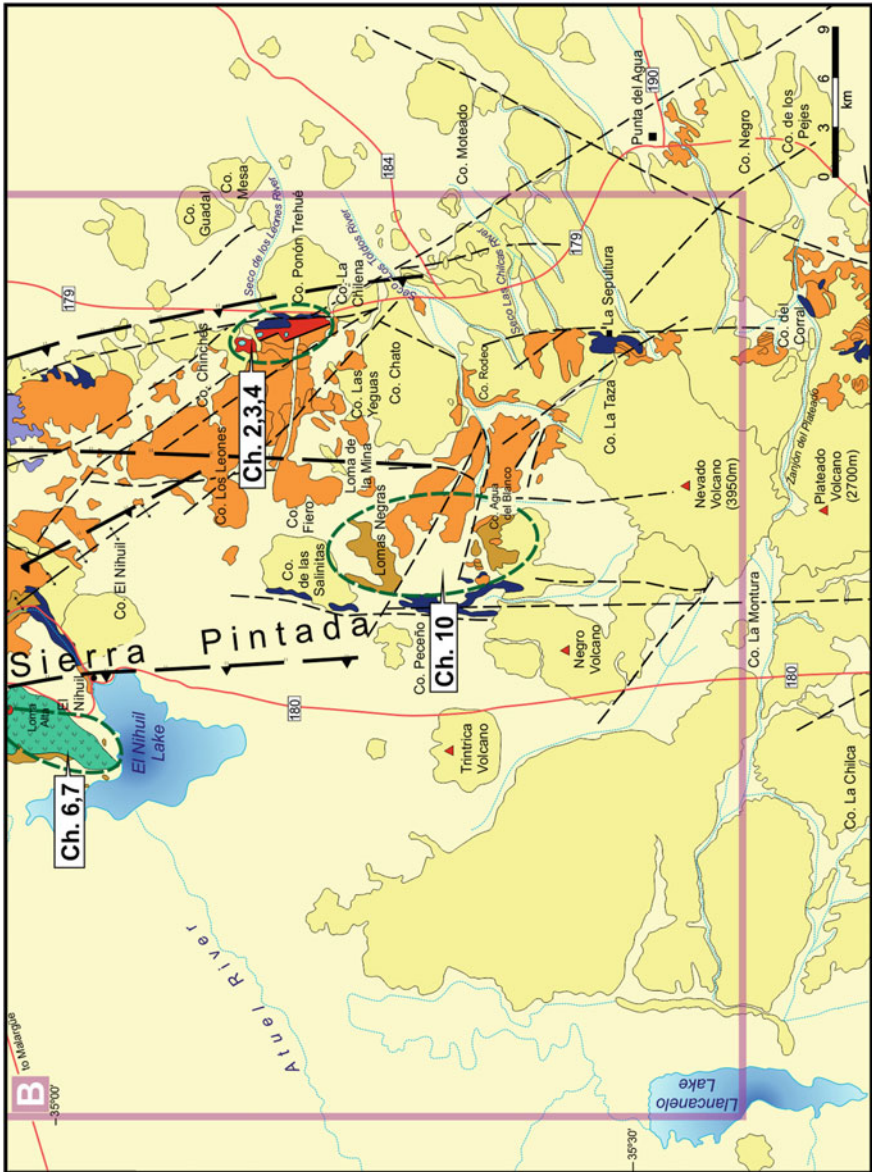 B
to Malargüe
35°00'
35°30'
Sierra Pintada
Atuel River
El Nihuil
Lake
Loma
Alta
El
Nihuil
Ch. 6,7
Co. El Nihuil
Co. Los Leones
Co. Chinches
Co.
Guadal
Co.
Mesa
179
Seco de los Leones River
Co. Ponón Trehué
Co. La
Chilena
Seco Los Toldos River
184
Ch. 2,3,4
Co.
Fiero
Loma de
la Mina
Co. Las
Yeguas
Co. Chato
Co.
de las
Salinitas
Lomas Negras
Co. Agua
del Blanco
Co. Rodeo
Ch. 10
Co. Peceño
180
Trintrica
Volcano
Negro
Volcano
Co. Moteado
Seco Las Chilcas River
La Sepultura
179
Co. La Taza
Nevado
Volcano
(3950m)
Punta del Agua
190
Co. Negro
Co. de los
Pejes
Co. del
Corral
Zanjón del Plateado
Plateado
Volcano
(2700m)
Co. La Montura
180
Co. La Chilca
Llancanelo
Lake
0 3 6 9
km